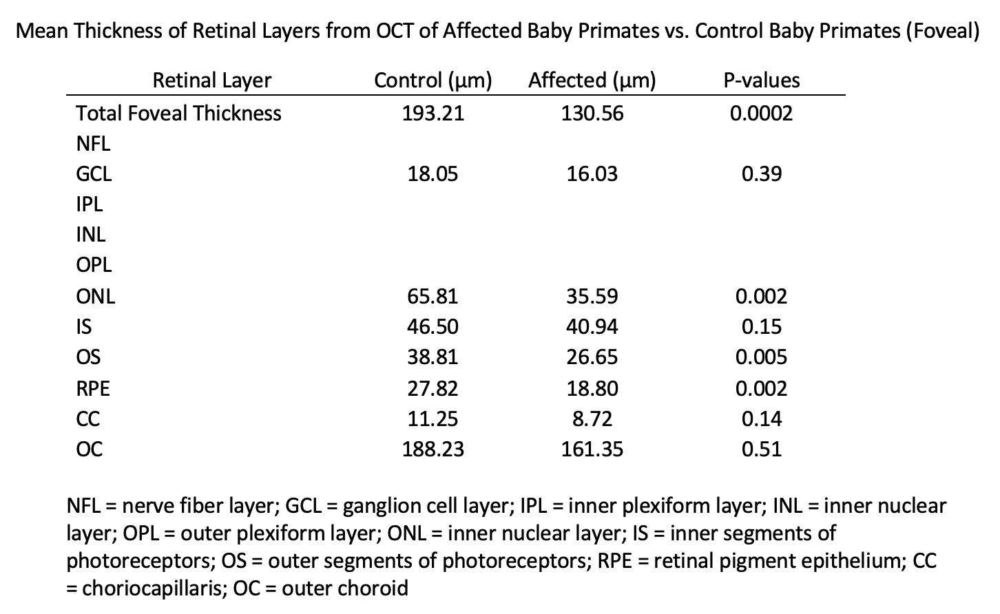 Mean Thickness of Retinal Layers from OCT of Affected Baby Primates vs. Control Baby Primates (Foveal)
Retinal Layer Control (μm) Affected (μm) P-values
Total Foveal Thickness 193.21 130.56 0.0002
NFL
GCL 18.05 16.03 0.39
IPL
INL
OPL
ONL 65.81 35.59 0.002
IS 46.50 40.94 0.15
OS 38.81 26.65 0.005
RPE 27.82 18.80 0.002
CC 11.25 8.72 0.14
OC 188.23 161.35 0.51
NFL = nerve fiber layer; GCL = ganglion cell layer; IPL = inner plexiform layer; INL = inner nuclear
layer; OPL = outer plexiform layer; ONL = inner nuclear layer; IS = inner segments of
photoreceptors; OS = outer segments of photoreceptors; RPE = retinal pigment epithelium; CC
= choriocapillaris; OC = outer choroid